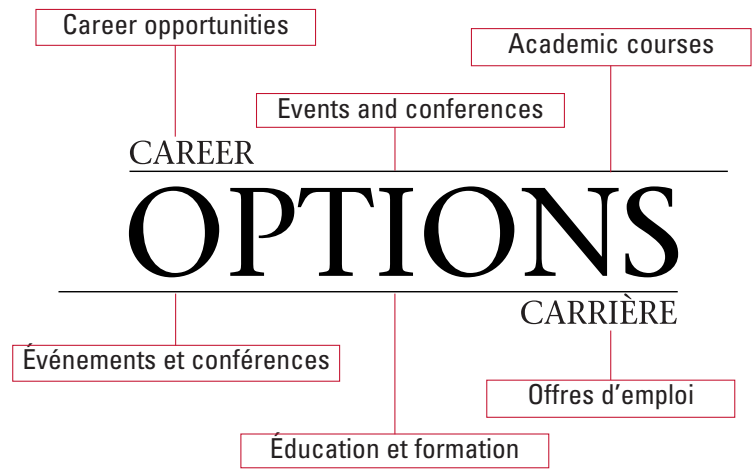 Career opportunities
Academic courses
Events and conferences
CAREER
OPTIONS
CARRIÈRE
Événements et conférences
Offres d’emploi
Éducation et formation